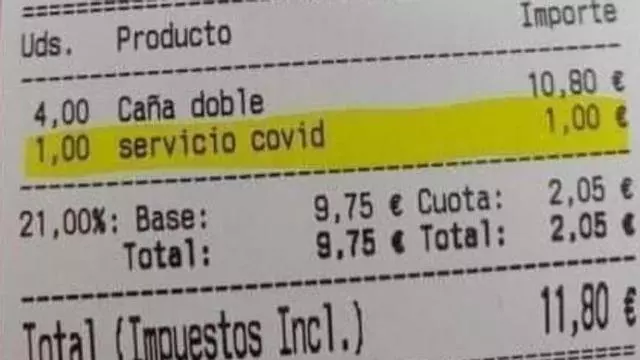 Uds. Producto Importe
4,00 Caña doble 10,80 €
1,00 servicio covid 1,00 €
21,00%: Base: 9,75 € Cuota: 2,05 €
Total: 9,75 € Total: 2,05 €
Total (Impuestos Incl.) 11,80 €